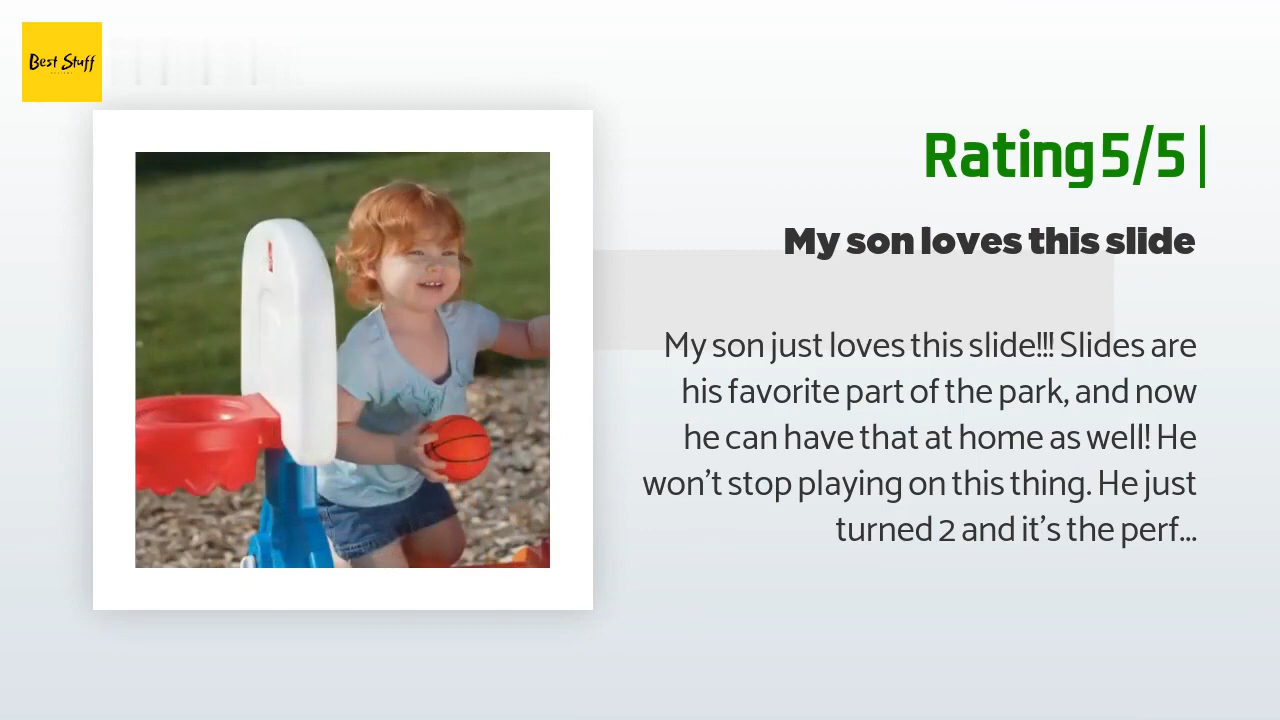 Best Stuff
Rating 5/5 |
My son loves this slide
My son just loves this slide!!! Slides are
his favorite part of the park, and now
he can have that at home as well! He
won't stop playing on this thing. He just
turned 2 and it's the perf...